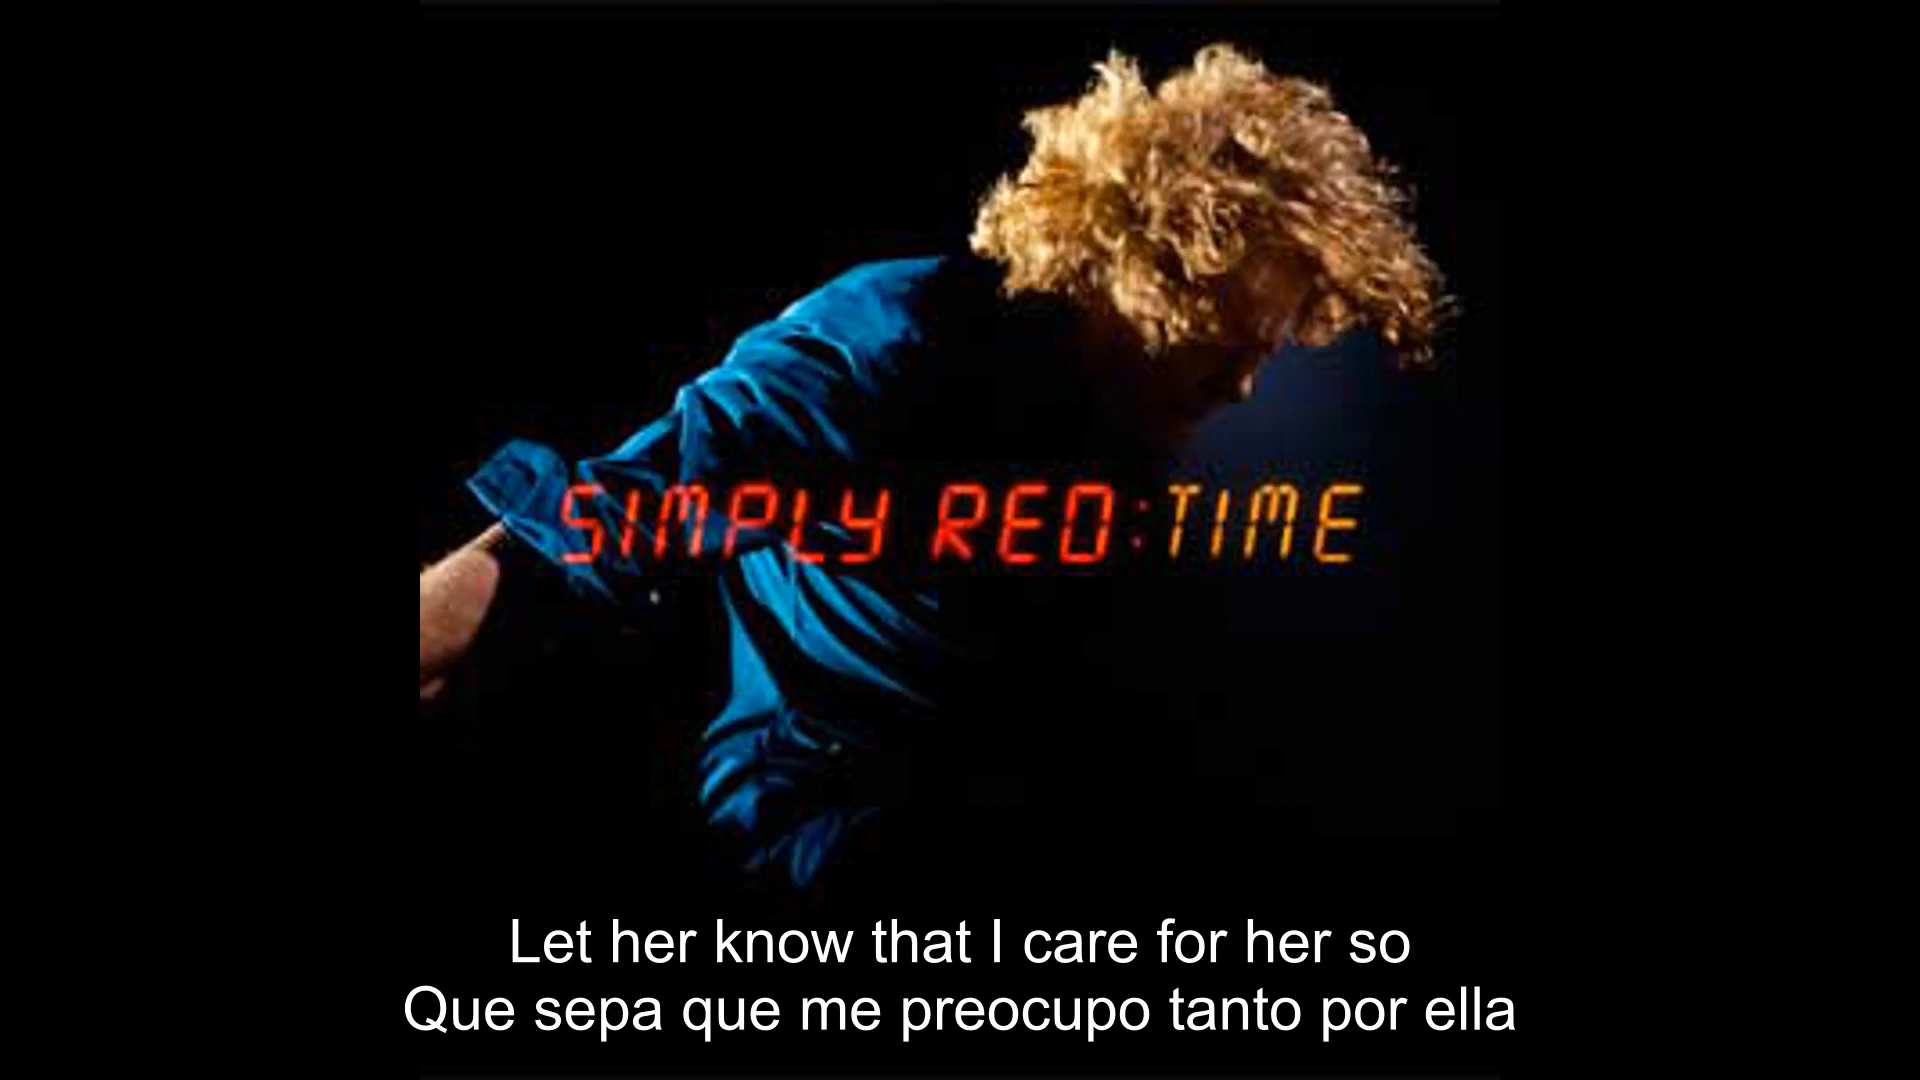 SIMPLY RED:TIME
Let her know that I care for her so
Que sepa que me preocupo tanto por ella